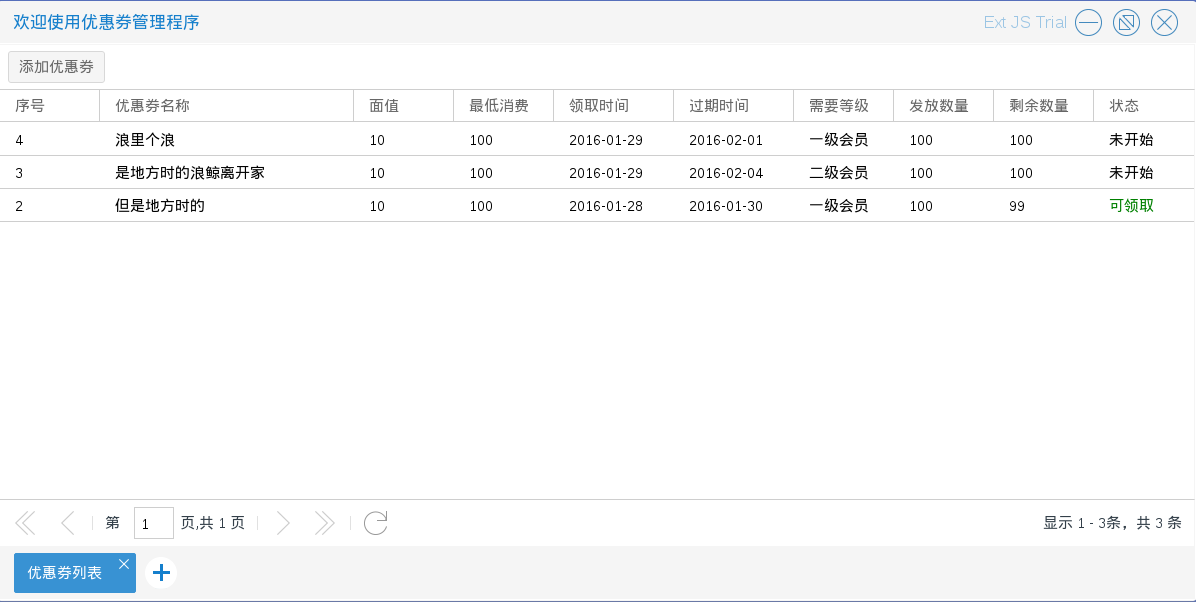 欢迎使用优惠券管理程序 Ext JS Trial
添加优惠券
序号 优惠券名称 面值 最低消费 领取时间 过期时间 需要等级 发放数量 剩余数量 状态
4 浪里个浪 10 100 2016-01-29 2016-02-01 一级会员 100 100 未开始
3 是地方时的浪鲸离开家 10 100 2016-01-29 2016-02-04 二级会员 100 100 未开始
2 但是地方时的 10 100 2016-01-28 2016-01-30 一级会员 100 99 可领取
第 1 页,共 1 页 显示 1 - 3条，共 3 条
优惠券列表